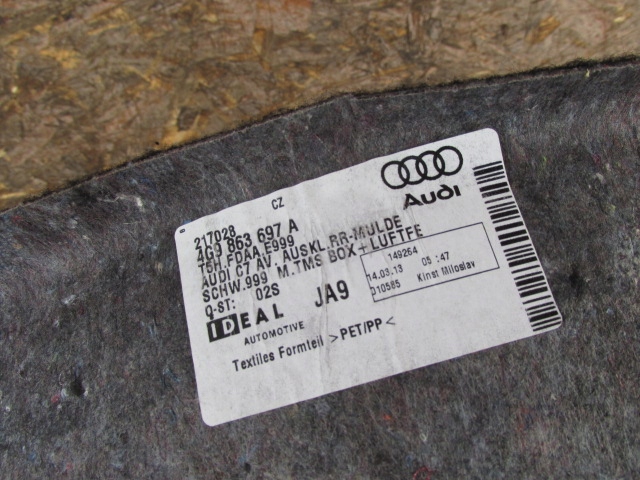 CZ
Audi
217028
4G9 863 697 A
T5H.FDAA.E999
AUDI C7 AV. AUSKL.RR-MULDE
SCHW.999 M.TMS BOX+LUFTFE
Q-ST: 02S
149264
14.03.13 05:47
010585 Kinst Miloslav
IDEAL JA9
AUTOMOTIVE
Textiles Formteil >PET/PP<